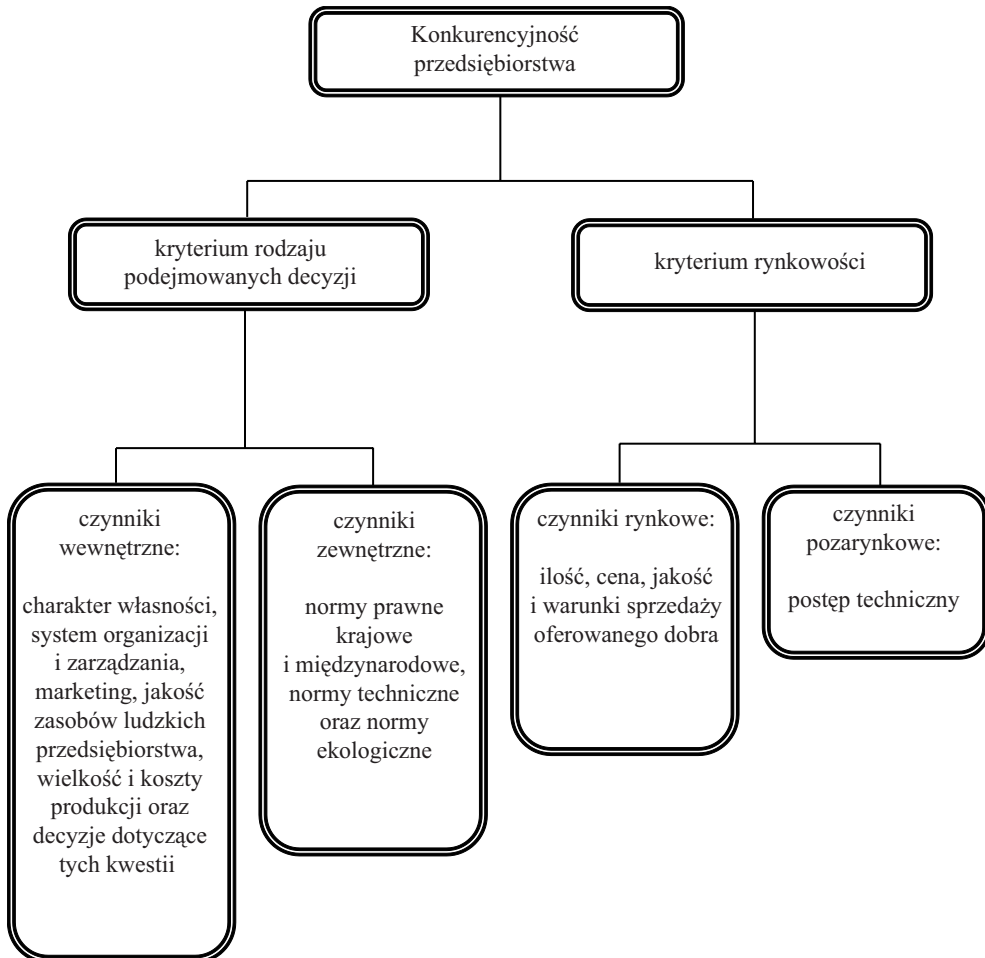 Konkurencyjność
przedsiębiorstwa
kryterium rodzaju
podejmowanych decyzji
kryterium rynkowości
czynniki
wewnętrzne:
charakter własności,
system organizacji
i zarządzania,
marketing, jakość
zasobów ludzkich
przedsiębiorstwa,
wielkość i koszty
produkcji oraz
decyzje dotyczące
tych kwestii
czynniki
zewnętrzne:
normy prawne
krajowe
i międzynarodowe,
normy techniczne
oraz normy
ekologiczne
czynniki rynkowe:
ilość, cena, jakość
i warunki sprzedaży
oferowanego dobra
czynniki
pozarynkowe:
postęp techniczny